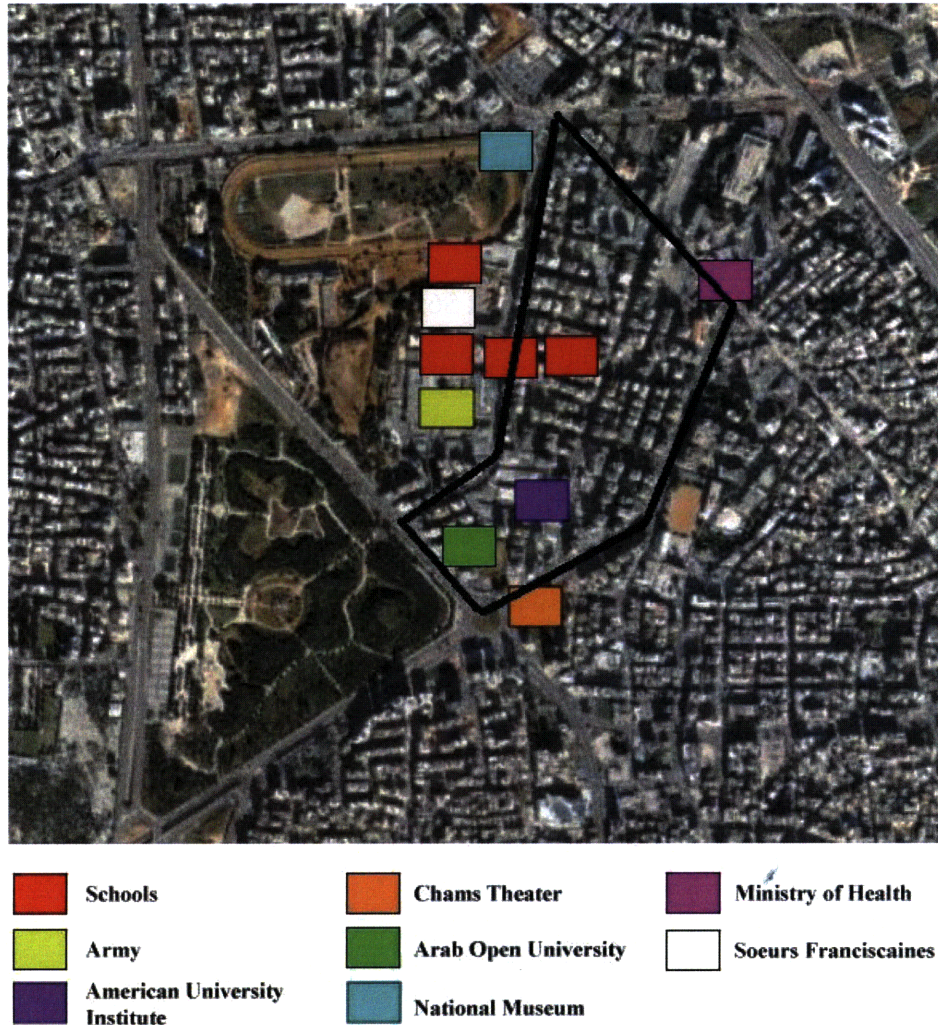 Schools
Army
American University
Institute
Chams Theater
Arab Open University
National Museum
Ministry of Health
Soeurs Franciscaines